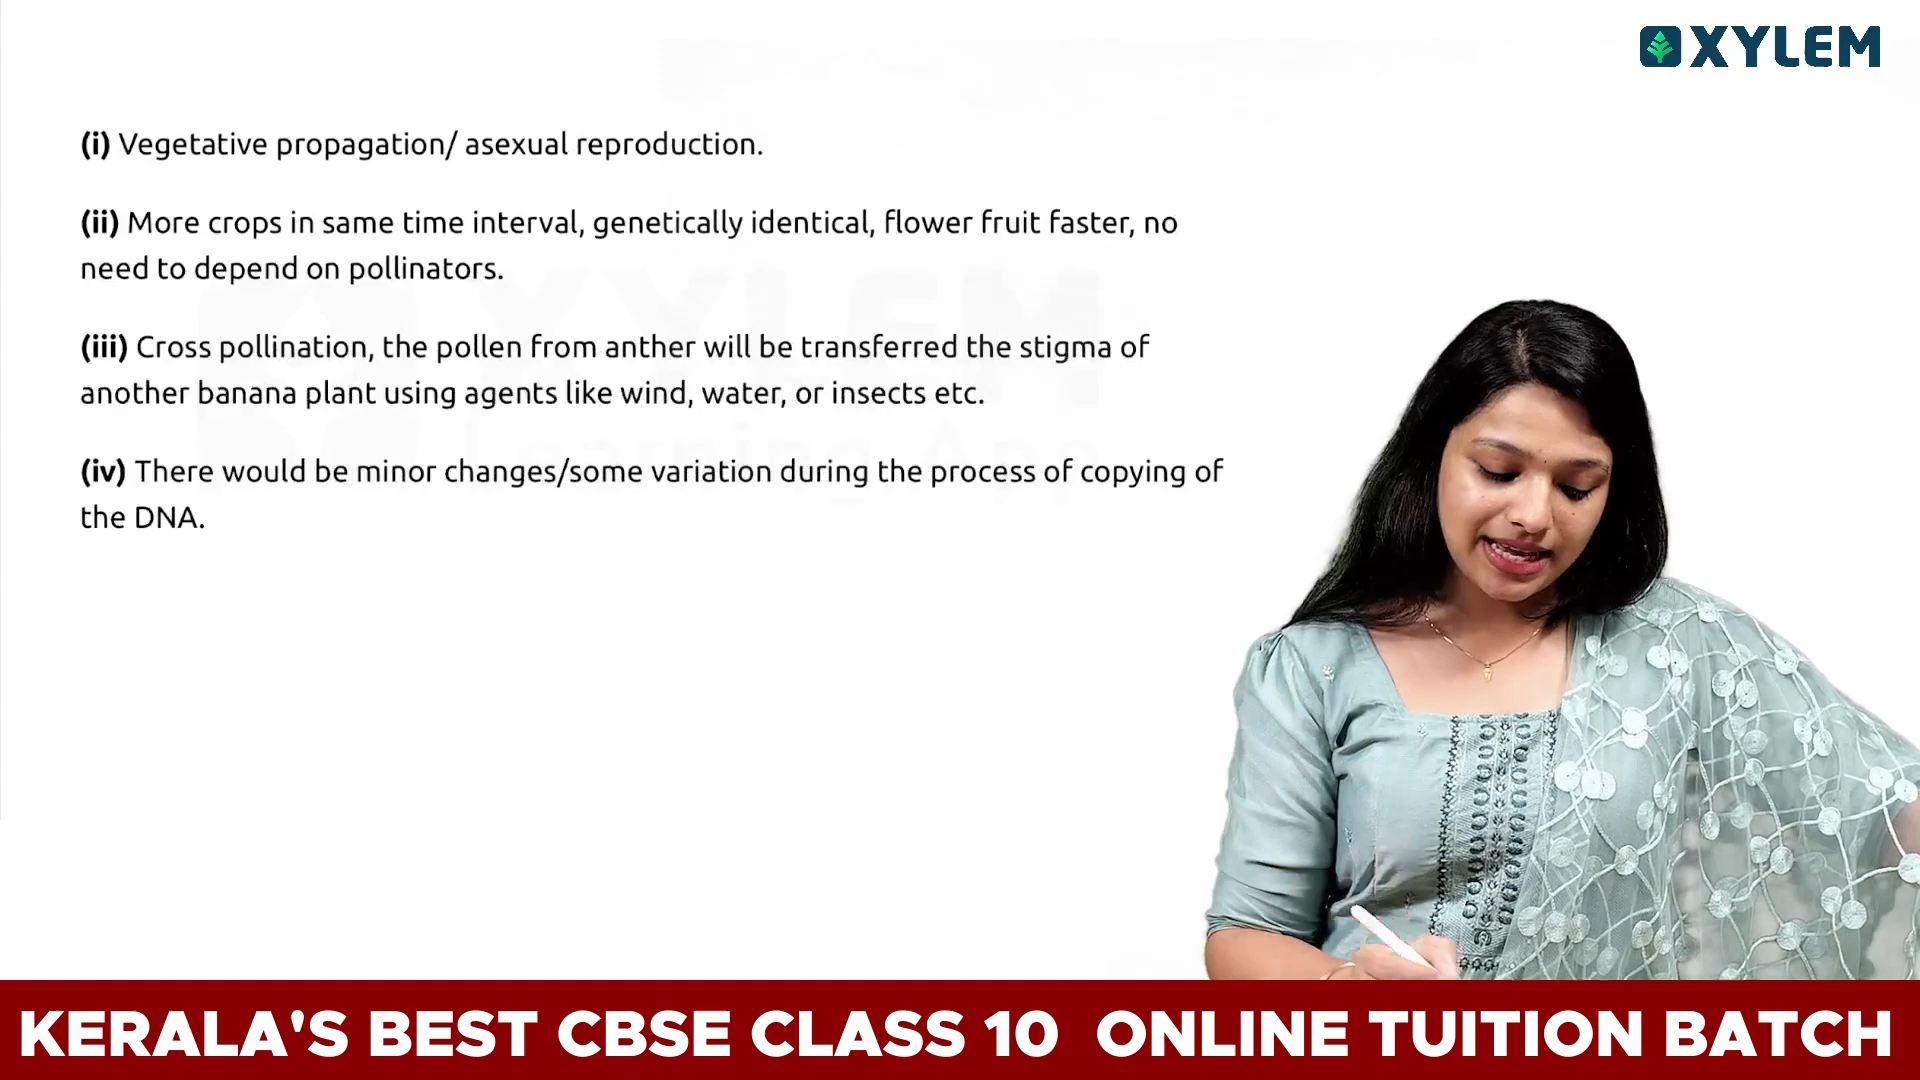 XYLEM
(i) Vegetative propagation/ asexual reproduction.
(ii) More crops in same time interval, genetically identical, flower fruit faster, no
need to depend on pollinators.
(iii) Cross pollination, the pollen from anther will be transferred the stigma of
another banana plant using agents like wind, water, or insects etc.
(iv) There would be minor changes/some variation during the process of copying of
the DNA.
XYLEM
Learning App
KERALA'S BEST CBSE CLASS 10 ONLINE TUITION BATCH